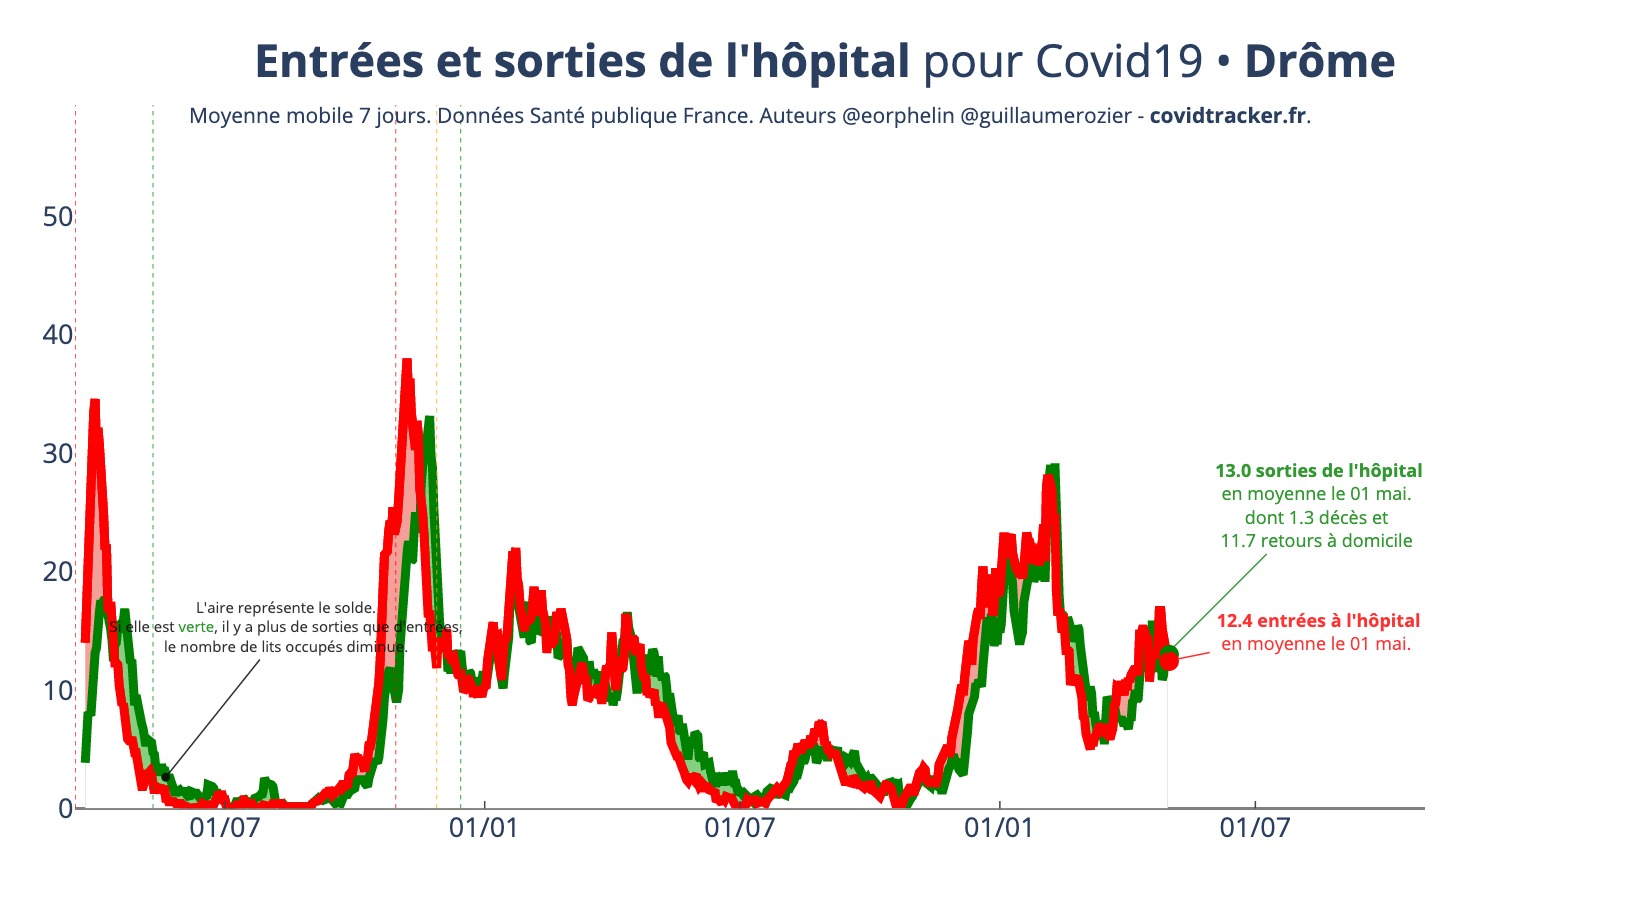 Entrées et sorties de l'hôpital pour Covid19 • Drôme
Moyenne mobile 7 jours. Données Santé publique France. Auteurs @eorphelin @guillaumerozier - covidtracker.fr.
50
40
30
20
10
0
L'aire représente le solde.
Si elle est verte, il y a plus de sorties que d'entrées,
le nombre de lits occupés diminue.
13.0 sorties de l'hôpital
en moyenne le 01 mai.
dont 1.3 décès et
11.7 retours à domicile
12.4 entrées à l'hôpital
en moyenne le 01 mai.
01/07
01/01
01/07
01/01
01/07